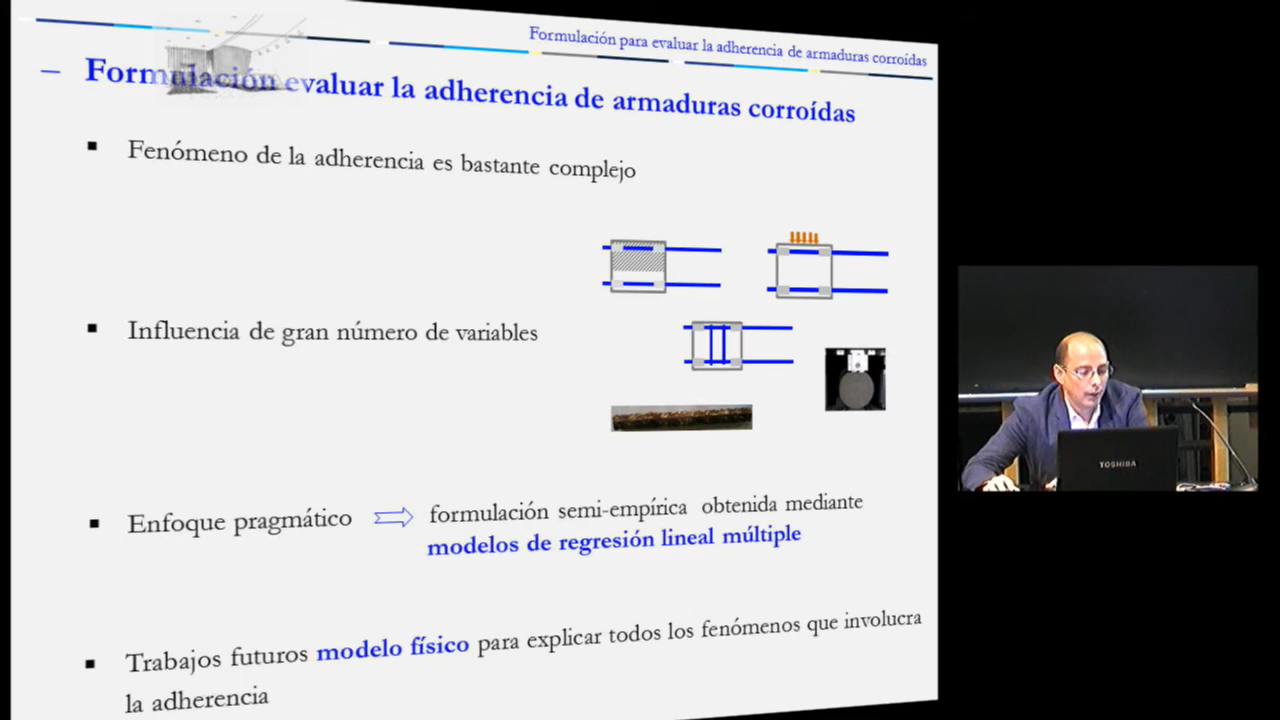 Formulación para evaluar la adherencia de armaduras corroídas
– Formulación evaluar la adherencia de armaduras corroídas
▪ Fenómeno de la adherencia es bastante complejo
▪ Influencia de gran número de variables
▪ Enfoque pragmático ⇨ formulación semi-empírica obtenida mediante
modelos de regresión lineal múltiple
▪ Trabajos futuros modelo físico para explicar todos los fenómenos que involucra
la adherencia
TOSHIBA